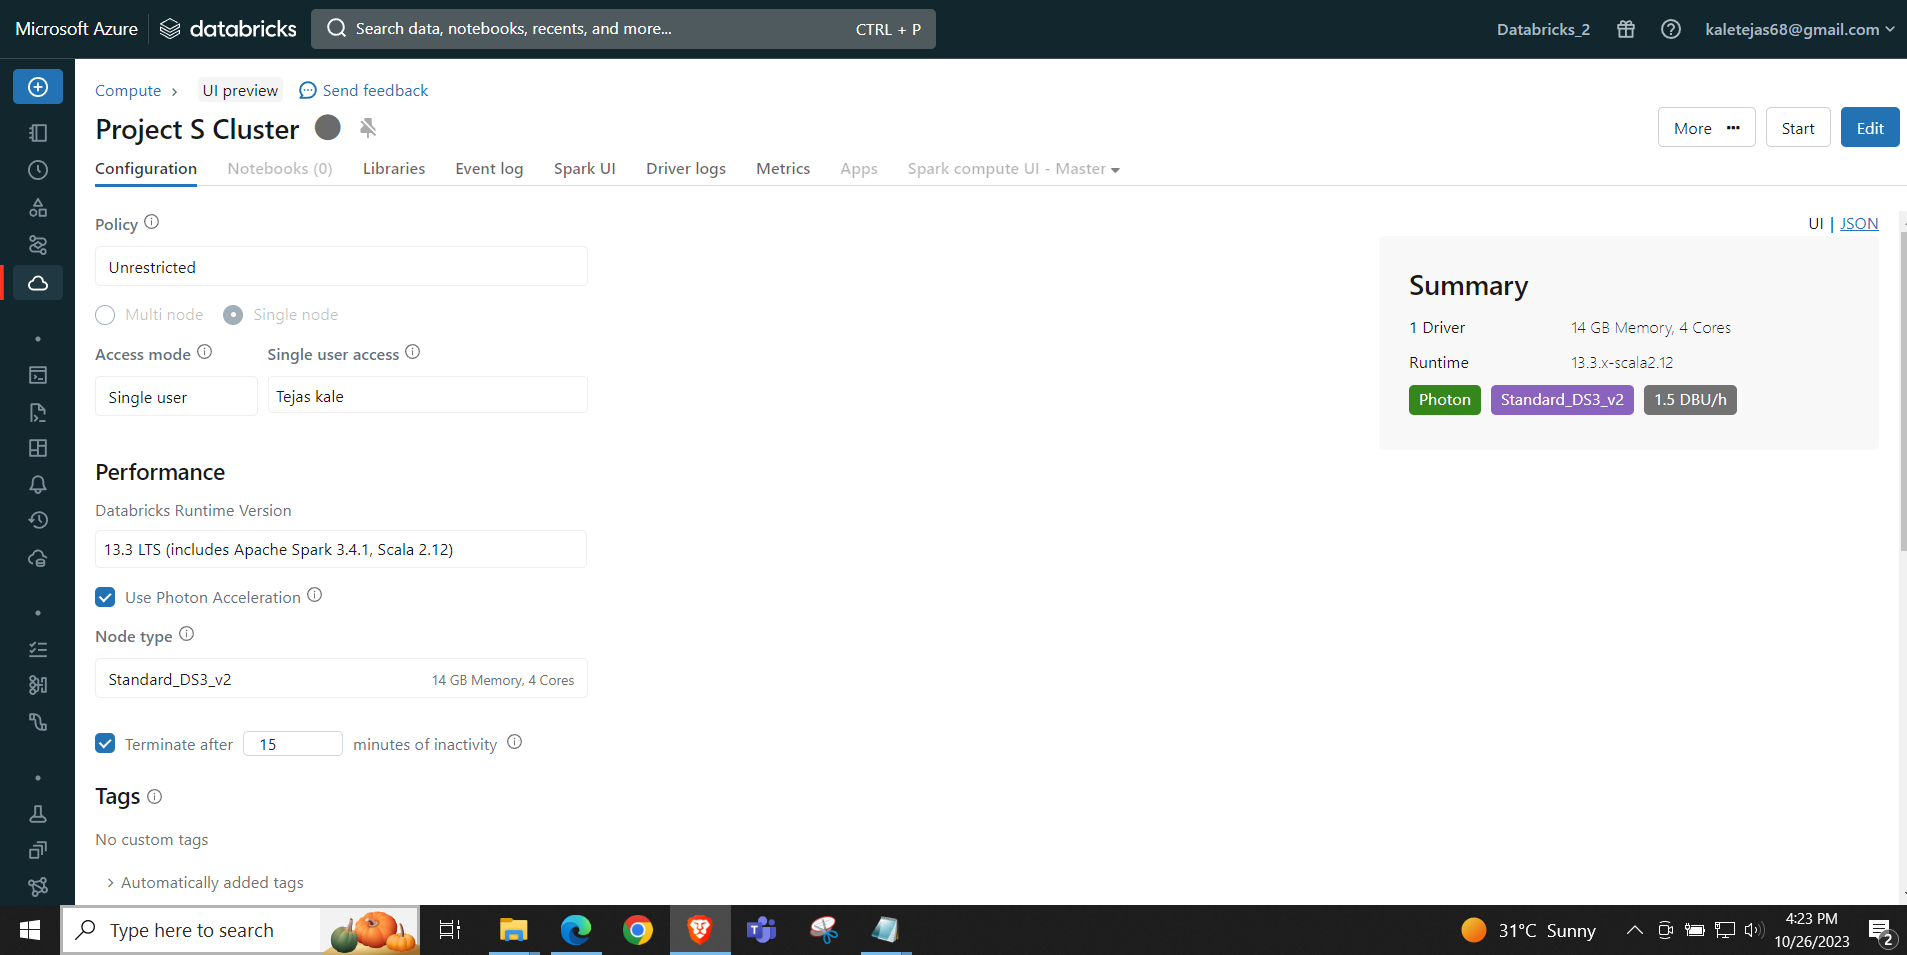 Microsoft Azure databricks Search data, notebooks, recents, and more... CTRL + P Databricks_2 kaletejas68@gmail.com
Compute › UI preview Send feedback
Project S Cluster
More ··· Start Edit
Configuration Notebooks (0) Libraries Event log Spark UI Driver logs Metrics Apps Spark compute UI - Master
UI | JSON
Policy
Unrestricted
Multi node Single node
Access mode Single user access
Single user Tejas kale
Summary
1 Driver 14 GB Memory, 4 Cores
Runtime 13.3.x-scala2.12
Photon Standard_DS3_v2 1.5 DBU/h
Performance
Databricks Runtime Version
13.3 LTS (includes Apache Spark 3.4.1, Scala 2.12)
Use Photon Acceleration
Node type
Standard_DS3_v2 14 GB Memory, 4 Cores
Terminate after 15 minutes of inactivity
Tags
No custom tags
› Automatically added tags
Type here to search 31°C Sunny 4:23 PM
10/26/2023 2